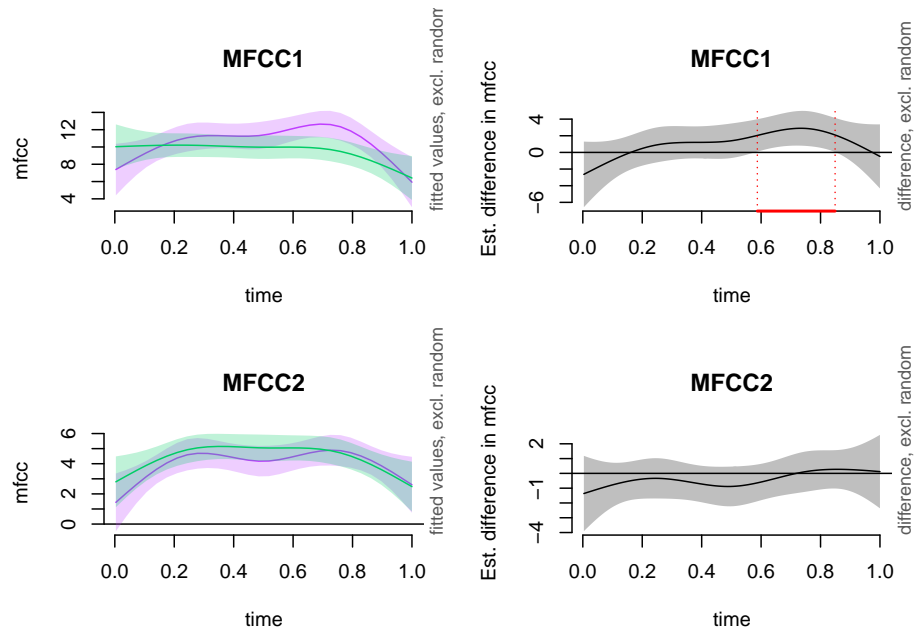 MFCC1
mfcc
4
8
12
0.0 0.2 0.4 0.6 0.8 1.0
time
fitted values, excl. random
MFCC1
Est. difference in mfcc
−6
0
4
0.0 0.2 0.4 0.6 0.8 1.0
time
difference, excl. random
MFCC2
mfcc
0
2
4
6
0.0 0.2 0.4 0.6 0.8 1.0
time
fitted values, excl. random
MFCC2
Est. difference in mfcc
−4
−1
2
0.0 0.2 0.4 0.6 0.8 1.0
time
difference, excl. random